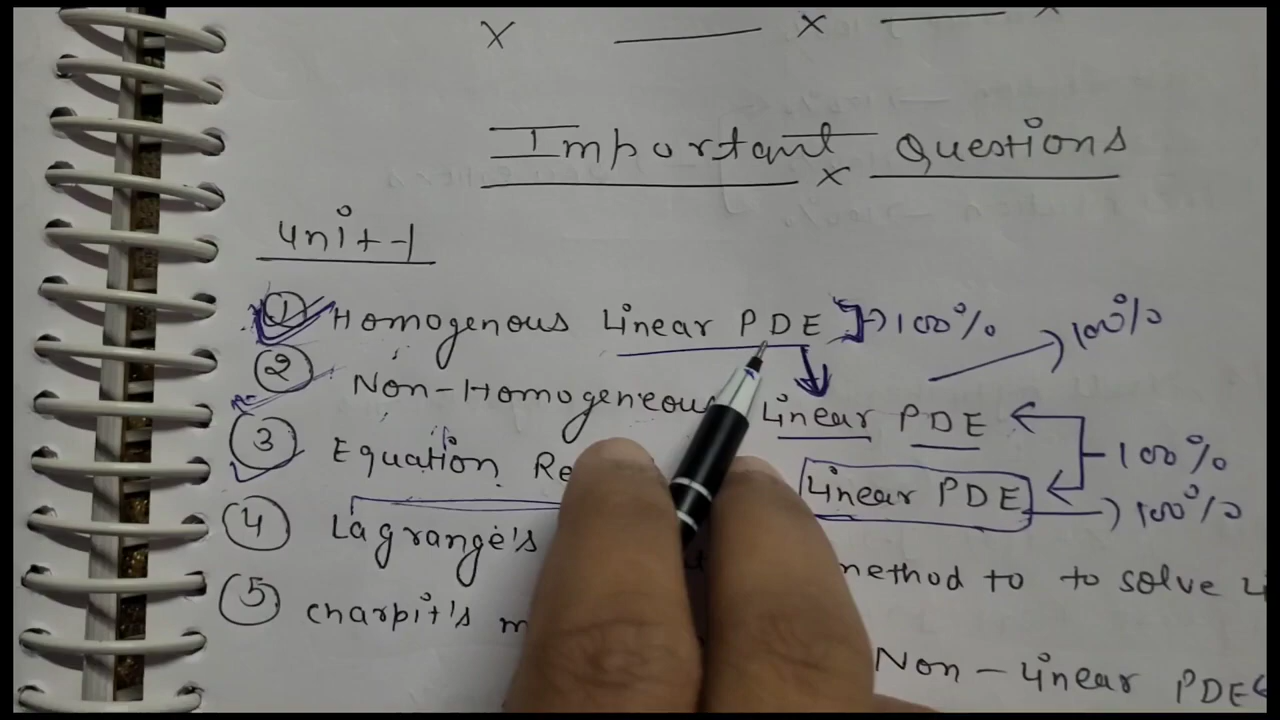 x x x
Important Questions
x
Unit-1
① Homogenous Linear PDE → 100% → 100%
② Non-Homogeneous Linear PDE
③ Equation Linear PDE 100% → 100%
④ Lagrange's method to to solve
⑤ Charpit's
Non-Linear PDE